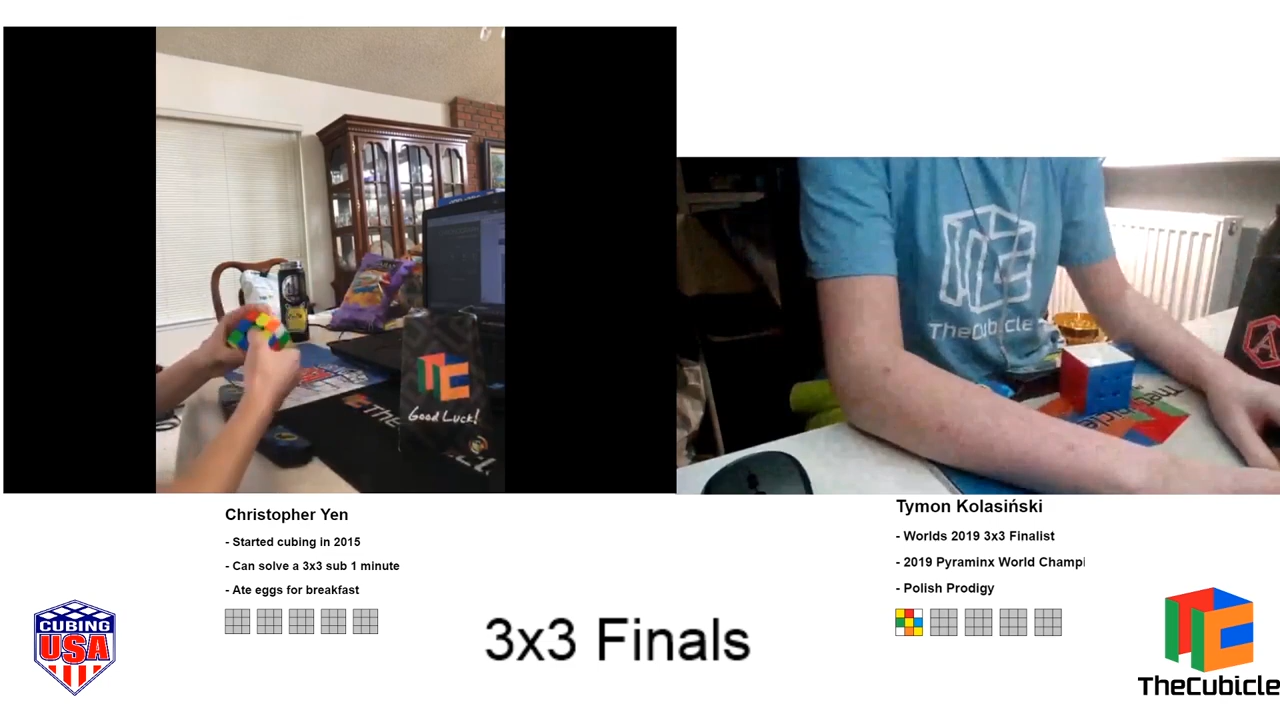 TheCubicle
Good Luck!
Christopher Yen
- Started cubing in 2015
- Can solve a 3x3 sub 1 minute
- Ate eggs for breakfast
Tymon Kolasiński
- Worlds 2019 3x3 Finalist
- 2019 Pyraminx World Champi
- Polish Prodigy
CUBING
USA
3x3 Finals
TheCubicle